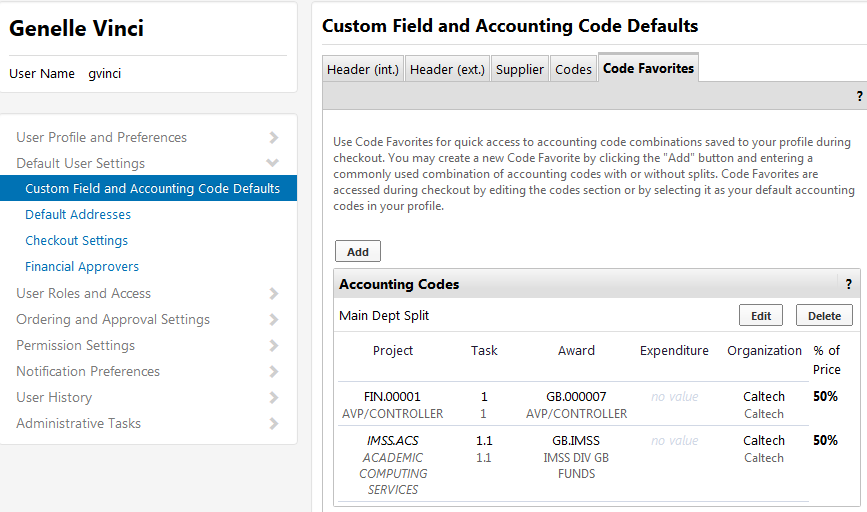 Genelle Vinci
User Name gvinci
User Profile and Preferences
Default User Settings
Custom Field and Accounting Code Defaults
Default Addresses
Checkout Settings
Financial Approvers
User Roles and Access
Ordering and Approval Settings
Permission Settings
Notification Preferences
User History
Administrative Tasks
Custom Field and Accounting Code Defaults
Header (int.) Header (ext.) Supplier Codes Code Favorites
?
Use Code Favorites for quick access to accounting code combinations saved to your profile during
checkout. You may create a new Code Favorite by clicking the "Add" button and entering a
commonly used combination of accounting codes with or without splits. Code Favorites are
accessed during checkout by editing the codes section or by selecting it as your default accounting
codes in your profile.
Add
Accounting Codes ?
Main Dept Split Edit Delete
Project Task Award Expenditure Organization % of
Price
FIN.00001 1 GB.000007 no value Caltech 50%
AVP/CONTROLLER 1 AVP/CONTROLLER Caltech
IMSS.ACS 1.1 GB.IMSS no value Caltech 50%
ACADEMIC 1.1 IMSS DIV GB Caltech
COMPUTING FUNDS
SERVICES